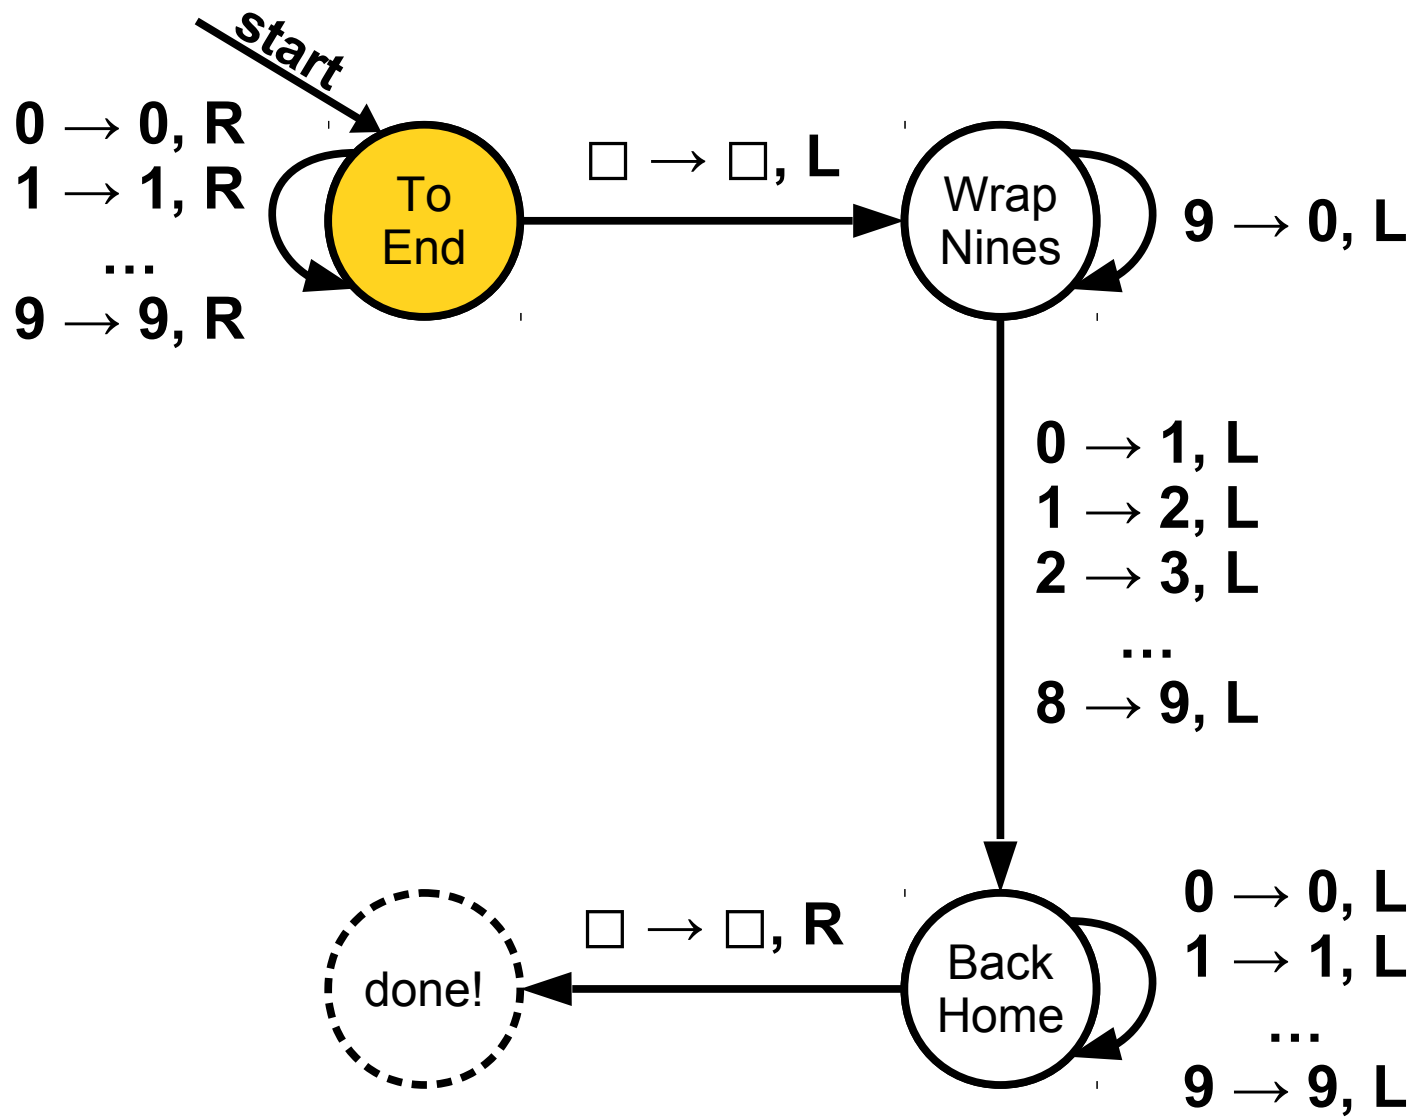 start
0 → 0, R
1 → 1, R
...
9 → 9, R
To
End
□ → □, L
Wrap
Nines
9 → 0, L
0 → 1, L
1 → 2, L
2 → 3, L
...
8 → 9, L
done!
□ → □, R
Back
Home
0 → 0, L
1 → 1, L
...
9 → 9, L